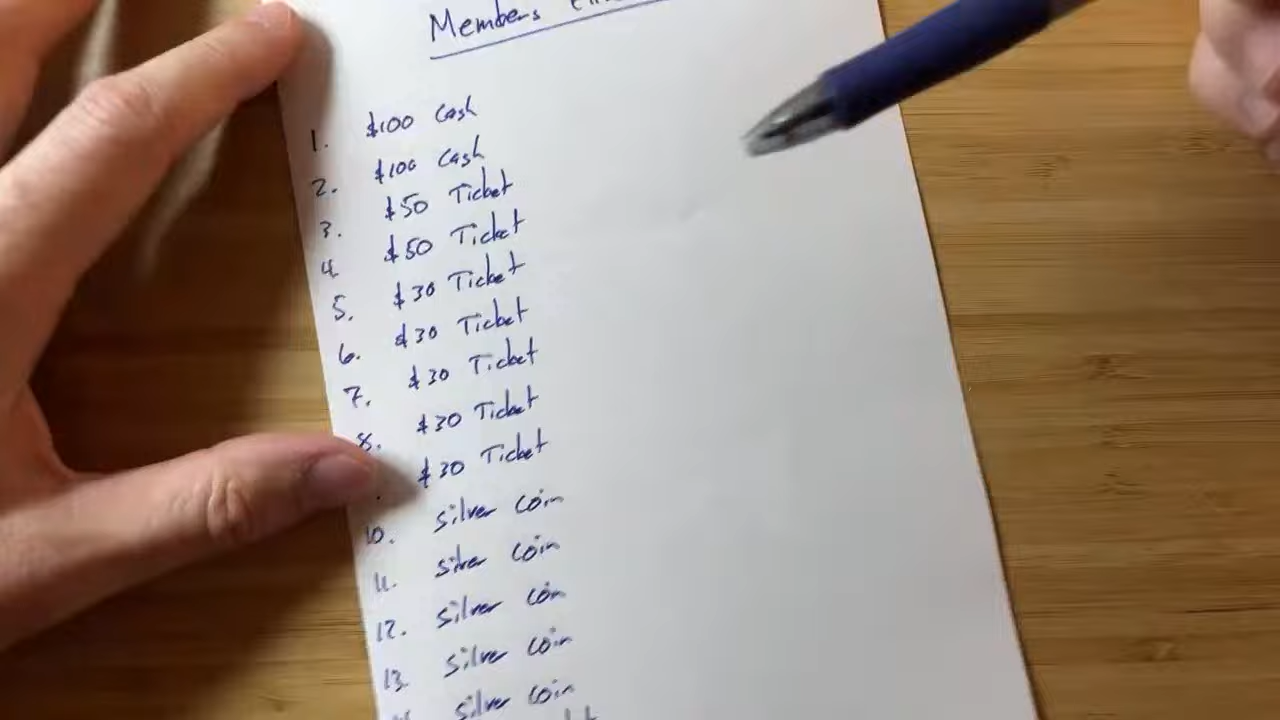 Members
1. $100 Cash
2. $100 Cash
3. $50 Ticket
4. $50 Ticket
5. $30 Ticket
6. $30 Ticket
7. $30 Ticket
8. $30 Ticket
$30 Ticket
10. Silver Coin
11. Silver Coin
12. Silver Coin
13. Silver Coin
Silver Coin